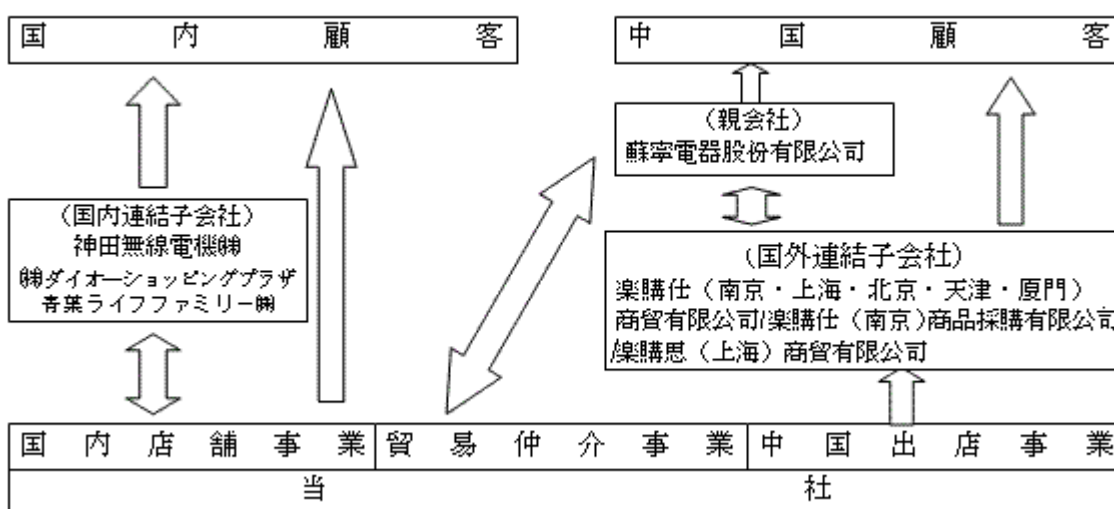 国内顧客
中国顧客
(親会社)
蘇寧電器股份有限公司
(国内連結子会社)
神田無線電機㈱
㈱ダイオーショッピングプラザ
青葉ライフファミリー㈱
(国外連結子会社)
楽購仕(南京・上海・北京・天津・厦門)
商貿有限公司/楽購仕(南京)商品採購有限公司
/楽購思(上海)商貿有限公司
国内店舗事業 貿易仲介事業 中国出店事業
当社